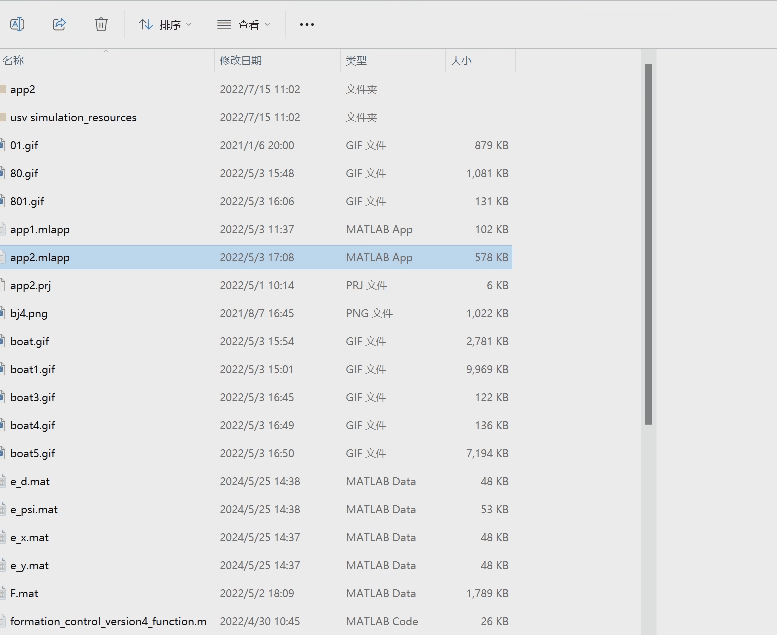 排序 查看
名称 修改日期 类型 大小
app2 2022/7/15 11:02 文件夹
usv simulation_resources 2022/7/15 11:02 文件夹
01.gif 2021/1/6 20:00 GIF 文件 879 KB
80.gif 2022/5/3 15:48 GIF 文件 1,081 KB
801.gif 2022/5/3 16:06 GIF 文件 131 KB
app1.mlapp 2022/5/3 11:37 MATLAB App 102 KB
app2.mlapp 2022/5/3 17:08 MATLAB App 578 KB
app2.prj 2022/5/1 10:14 PRJ 文件 6 KB
bj4.png 2021/8/7 16:45 PNG 文件 1,022 KB
boat.gif 2022/5/3 15:54 GIF 文件 2,781 KB
boat1.gif 2022/5/3 15:01 GIF 文件 9,969 KB
boat3.gif 2022/5/3 16:45 GIF 文件 122 KB
boat4.gif 2022/5/3 16:49 GIF 文件 136 KB
boat5.gif 2022/5/3 16:50 GIF 文件 7,194 KB
e_d.mat 2024/5/25 14:38 MATLAB Data 48 KB
e_psi.mat 2024/5/25 14:38 MATLAB Data 53 KB
e_x.mat 2024/5/25 14:37 MATLAB Data 48 KB
e_y.mat 2024/5/25 14:37 MATLAB Data 48 KB
F.mat 2022/5/2 18:09 MATLAB Data 1,789 KB
formation_control_version4_function.m 2022/4/30 10:45 MATLAB Code 26 KB